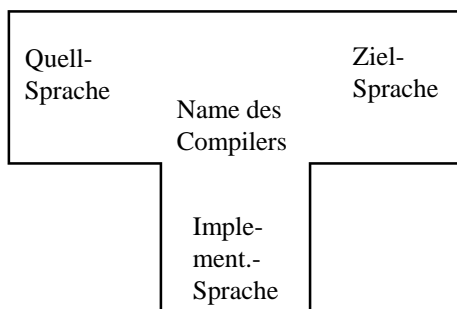 Quell-
Sprache
Ziel-
Sprache
Name des
Compilers
Imple-
ment.-
Sprache